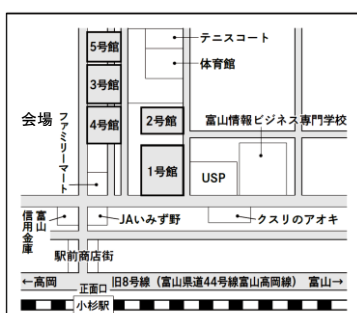 テニスコート
5号館
体育館
3号館
会場
ファミリーマート
4号館
2号館
富山情報ビジネス専門学校
1号館
USP
富山
信用金庫
JAいみず野
クスリのアオキ
駅前商店街
←高岡
旧8号線（富山県道44号線富山高岡線）
富山→
正面口
小杉駅